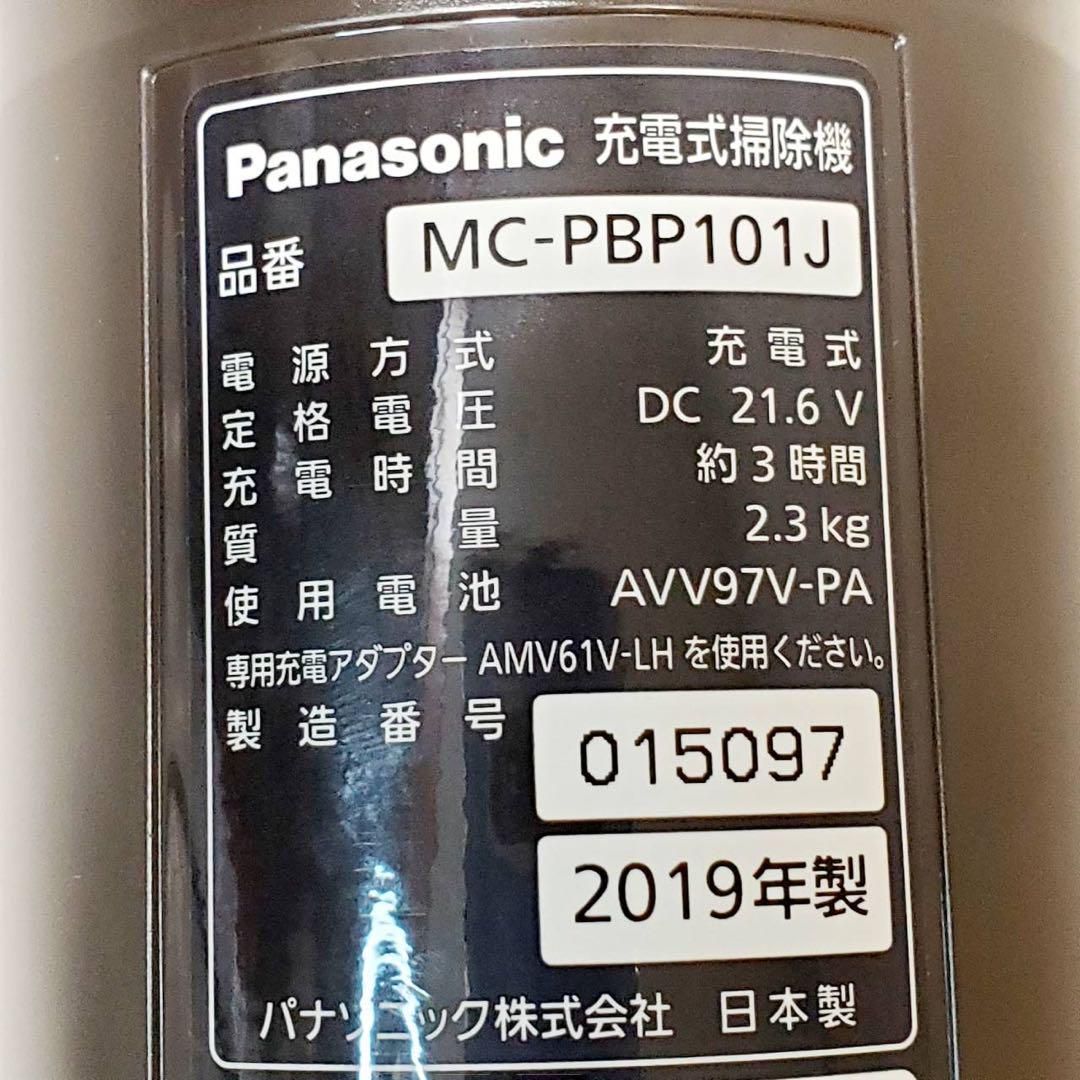 Panasonic 充電式掃除機
品番 MC-PBP101J
電源方式 充電式
定格電圧 DC 21.6 V
充電時間 約3時間
質量 2.3 kg
使用電池 AVV97V-PA
専用充電アダプター AMV61V-LH を使用ください。
製造番号 015097
2019年製
パナソニック株式会社 日本製